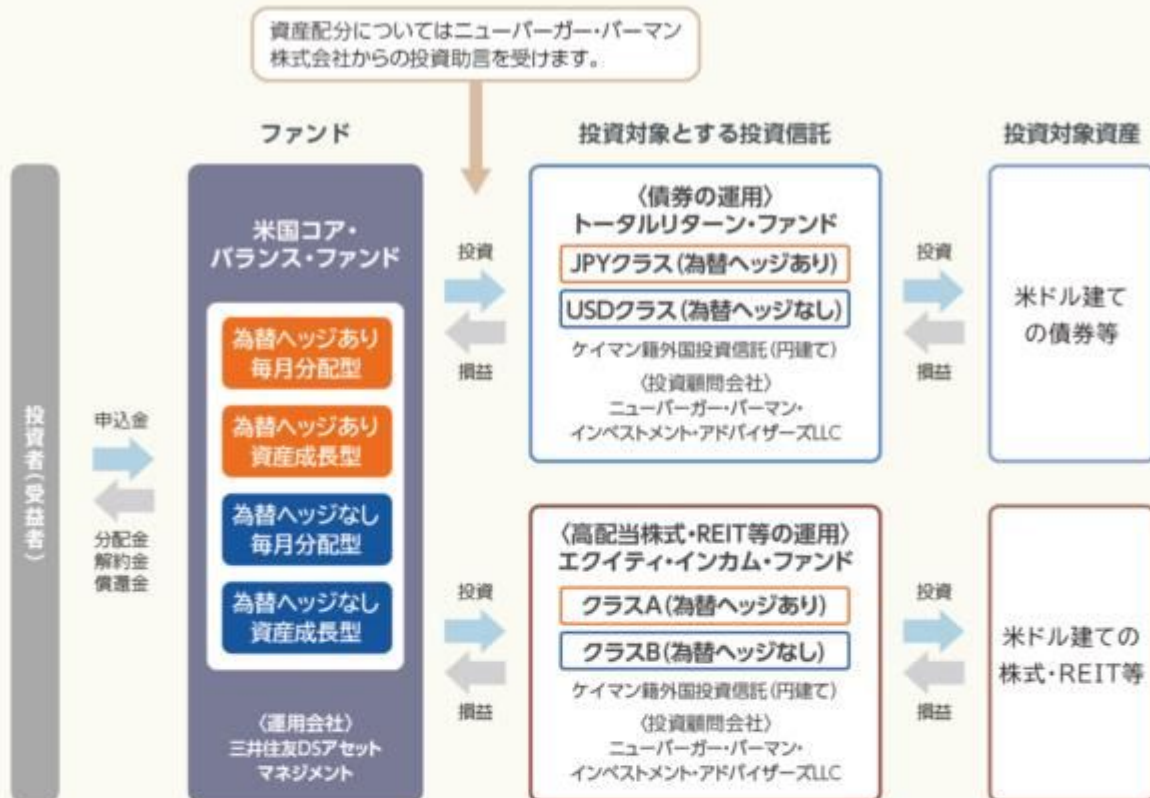 資産配分についてはニューバーガー・バーマン
株式会社からの投資助言を受けます。
ファンド
投資対象とする投資信託
投資対象資産
投資者(受益者)
申込金
分配金
解約金
償還金
米国コア・
バランス・ファンド
為替ヘッジあり
毎月分配型
為替ヘッジあり
資産成長型
為替ヘッジなし
毎月分配型
為替ヘッジなし
資産成長型
〈運用会社〉
三井住友DSアセット
マネジメント
投資
損益
〈債券の運用〉
トータルリターン・ファンド
JPYクラス(為替ヘッジあり)
USDクラス(為替ヘッジなし)
ケイマン籍外国投資信託(円建て)
〈投資顧問会社〉
ニューバーガー・バーマン・
インベストメント・アドバイザーズLLC
投資
損益
米ドル建て
の債券等
投資
損益
〈高配当株式・REIT等の運用〉
エクイティ・インカム・ファンド
クラスA(為替ヘッジあり)
クラスB(為替ヘッジなし)
ケイマン籍外国投資信託(円建て)
〈投資顧問会社〉
ニューバーガー・バーマン・
インベストメント・アドバイザーズLLC
投資
損益
米ドル建ての
株式・REIT等